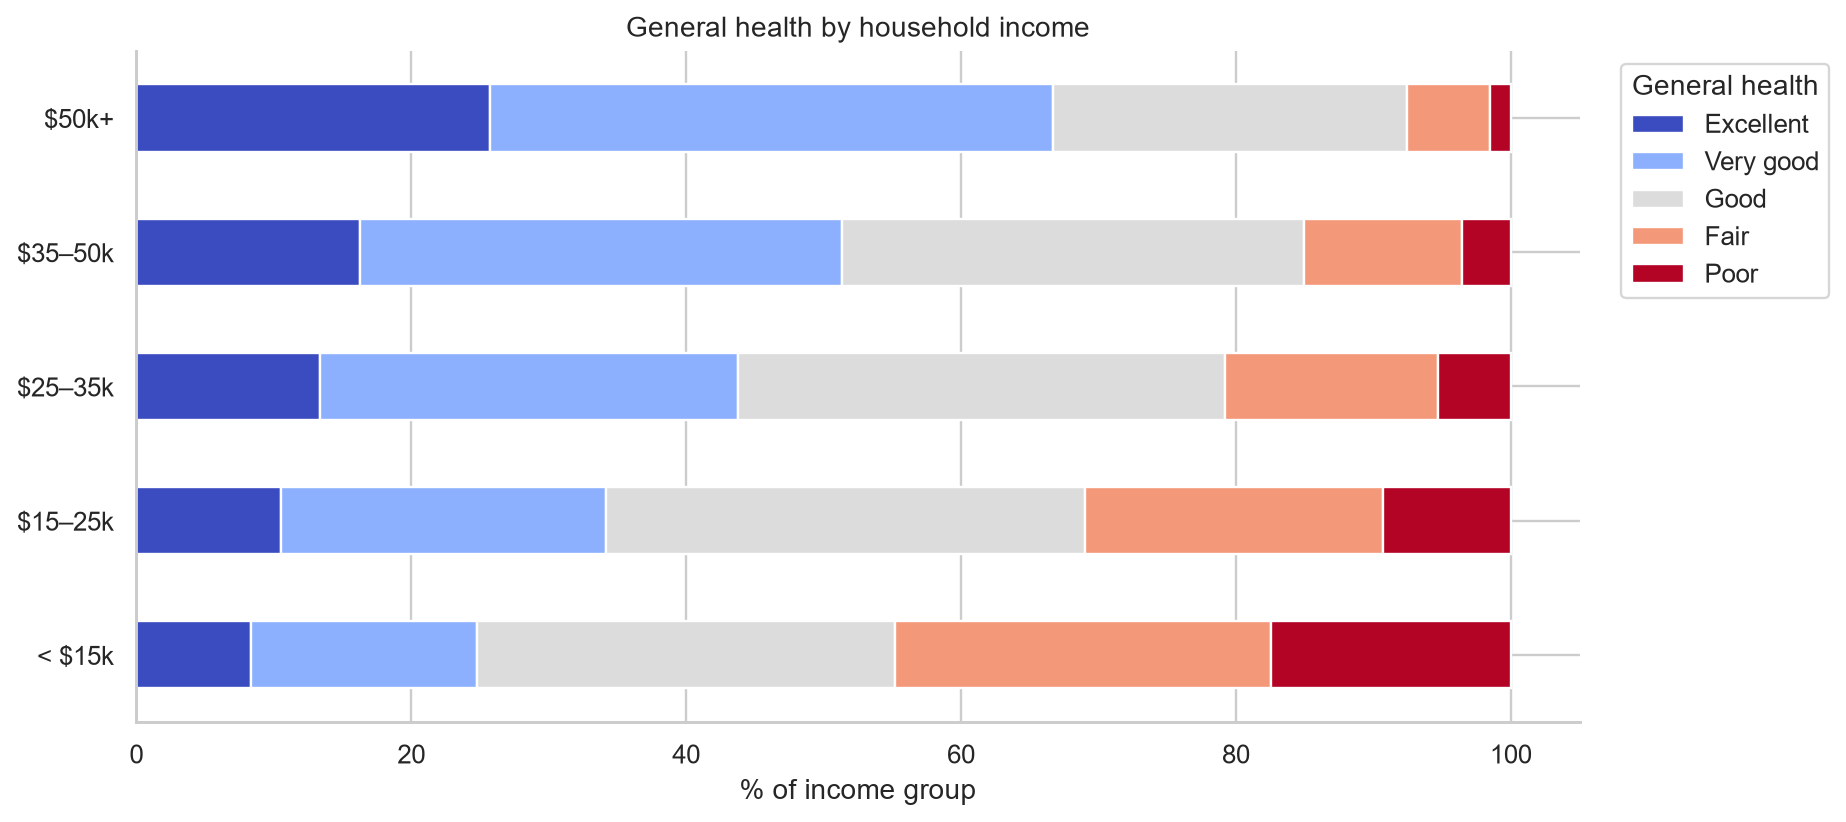 General health by household income
$50k+
$35–50k
$25–35k
$15–25k
< $15k
0 20 40 60 80 100
% of income group
General health
Excellent
Very good
Good
Fair
Poor